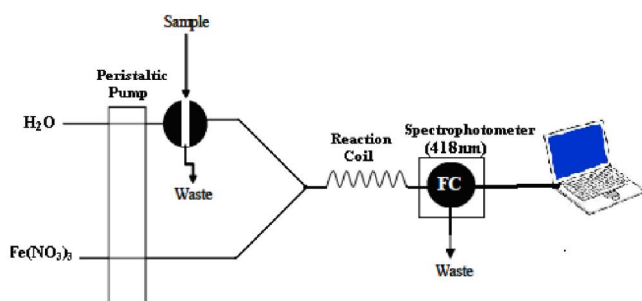 Sample
Peristaltic
Pump
H₂O
Waste
Reaction
Coil
Spectrophotometer
(418nm)
FC
Fe(NO₃)₃
Waste